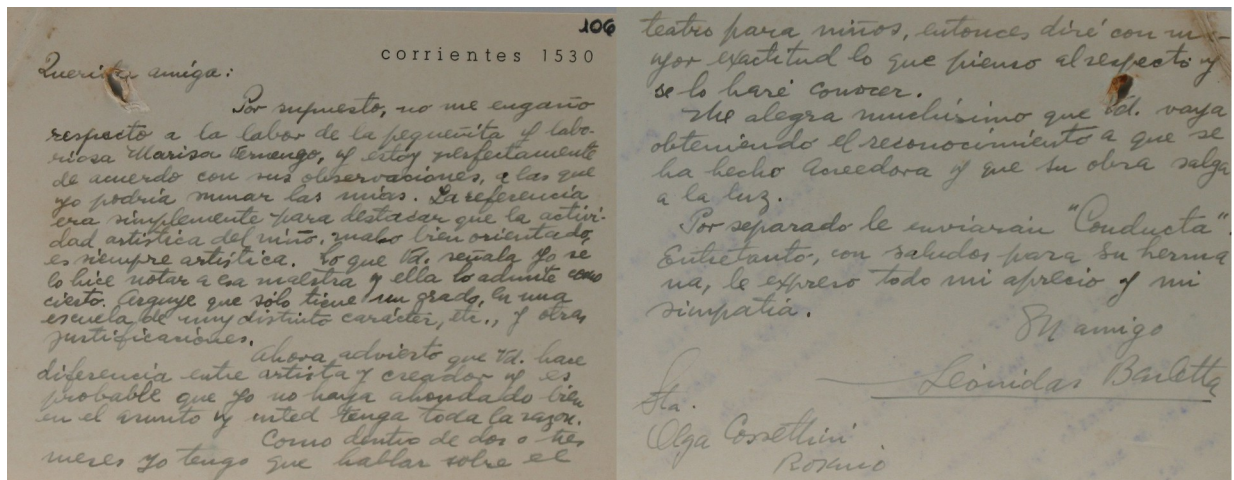 106
corrientes 1530
Querida amiga:
Por supuesto, no me engaño
respecto a la labor de la pequeñita y labo-
riosa Marisa Vernengo, y estoy perfectamente
de acuerdo con sus observaciones, a las que
yo podría sumar las mías. La referencia
era simplemente para destacar que la activi-
dad artística del niño, cuando bien orientado,
es siempre artística. Lo que Vd. señala yo se
lo hice notar a esa maestra y ella lo admite como
cierto. Arguye que sólo tiene un grado, en una
escuela de muy distinto carácter, etc., y otras
justificaciones.
Ahora advierto que Vd. hace
diferencia entre artista y creador y es
probable que yo no haya ahondado bien
en el asunto y usted tenga toda la razón.
Como dentro de dos o tres
meses yo tengo que hablar sobre el
teatro para niños, entonces diré con ma-
yor exactitud lo que pienso al respecto y
se lo haré conocer.
Me alegra muchísimo que Vd. vaya
obteniendo el reconocimiento a que se
ha hecho acreedora y que su obra salga
a la luz.
Por separado le enviarán "Conducta".
Entretanto, con saludos para su herma
na, le expreso todo mi aprecio y mi
simpatía.
Su amigo
Leónidas Barletta
Sta.
Olga Cossettini
Rosario